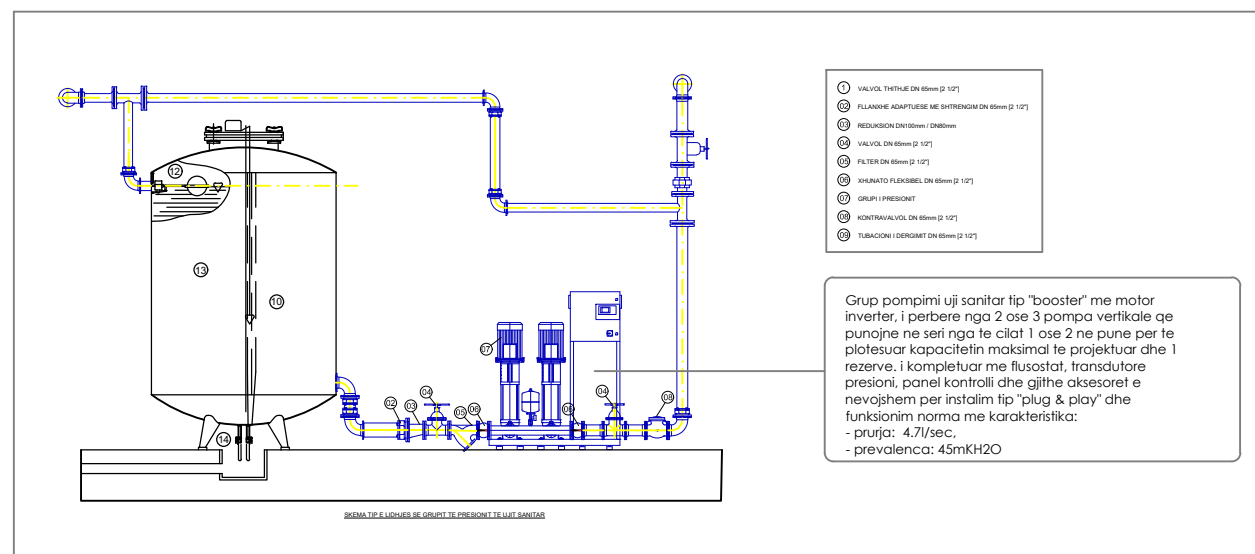 1 VALVOL THITHJE DN 65mm [2 1/2"]
02 FLLANXHE ADAPTUESE ME SHTRENGIM DN 65mm [2 1/2"]
03 REDUKSION DN100mm / DN80mm
04 VALVOL DN 65mm [2 1/2"]
05 FILTER DN 65mm [2 1/2"]
06 XHUNATO FLEKSIBEL DN 65mm [2 1/2"]
07 GRUPI I PRESIONIT
08 KONTRAVALVOL DN 65mm [2 1/2"]
09 TUBACIONI I DERGIMIT DN 65mm [2 1/2"]
12
13
10
14
02
03
04
05
06
07
06
04
08
Grup pompimi uji sanitar tip "booster" me motor
inverter, i perbere nga 2 ose 3 pompa vertikale qe
punojne ne seri nga te cilat 1 ose 2 ne pune per te
plotesuar kapacitetin maksimal te projektuar dhe 1
rezerve. i kompletuar me flusostat, transdutore
presioni, panel kontrolli dhe gjithe aksesoret e
nevojshem per instalim tip "plug & play" dhe
funksionim norma me karakteristika:
- prurja: 4.7l/sec,
- prevalenca: 45mKH2O
SKEMA TIP E LIDHJES SE GRUPIT TE PRESIONIT TE UJIT SANITAR